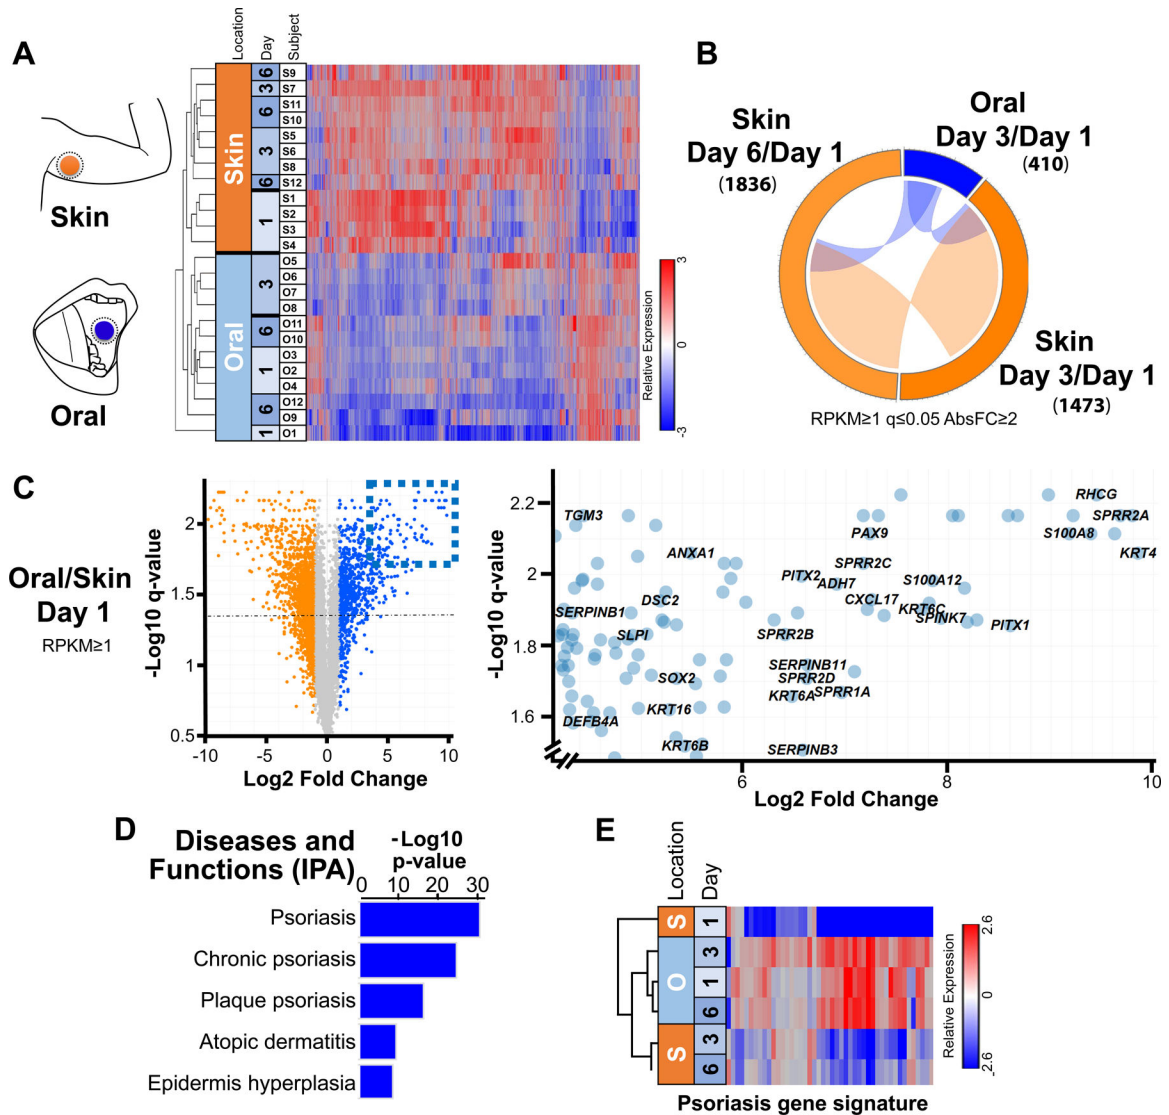 A
Location
Day
Subject
Skin
Oral
Skin
Oral
6
3
6
3
6
1
3
6
1
6
1
S9
S7
S11
S10
S5
S6
S8
S12
S1
S2
S3
S4
O5
O6
O7
O8
O11
O10
O3
O2
O4
O12
O9
O1
Relative Expression
3
0
-3
B
Skin
Day 6/Day 1
(1836)
Oral
Day 3/Day 1
(410)
Skin
Day 3/Day 1
(1473)
RPKM≥1 q≤0.05 AbsFC≥2
C
Oral/Skin
Day 1
RPKM≥1
-Log10 q-value
2
1.5
1
0.5
-10
-5
0
5
10
Log2 Fold Change
-Log10 q-value
2.2
2
1.8
1.6
6
8
10
Log2 Fold Change
RHCG
TGM3
SPRR2A
PAX9
S100A8
ANXA1
KRT4
SPRR2C
PITX2
ADH7
S100A12
DSC2
CXCL17
SERPINB1
KRT6C
SPINK7
PITX1
SLPI
SPRR2B
SERPINB11
SOX2
SPRR2D
KRT6A
SPRR1A
KRT16
DEFB4A
KRT6B
SERPINB3
D
Diseases and
Functions (IPA)
-Log10
p-value
0
10
20
30
Psoriasis
Chronic psoriasis
Plaque psoriasis
Atopic dermatitis
Epidermis hyperplasia
E
Location
Day
S
O
S
1
3
1
6
3
6
Relative Expression
2.6
0
-2.6
Psoriasis gene signature